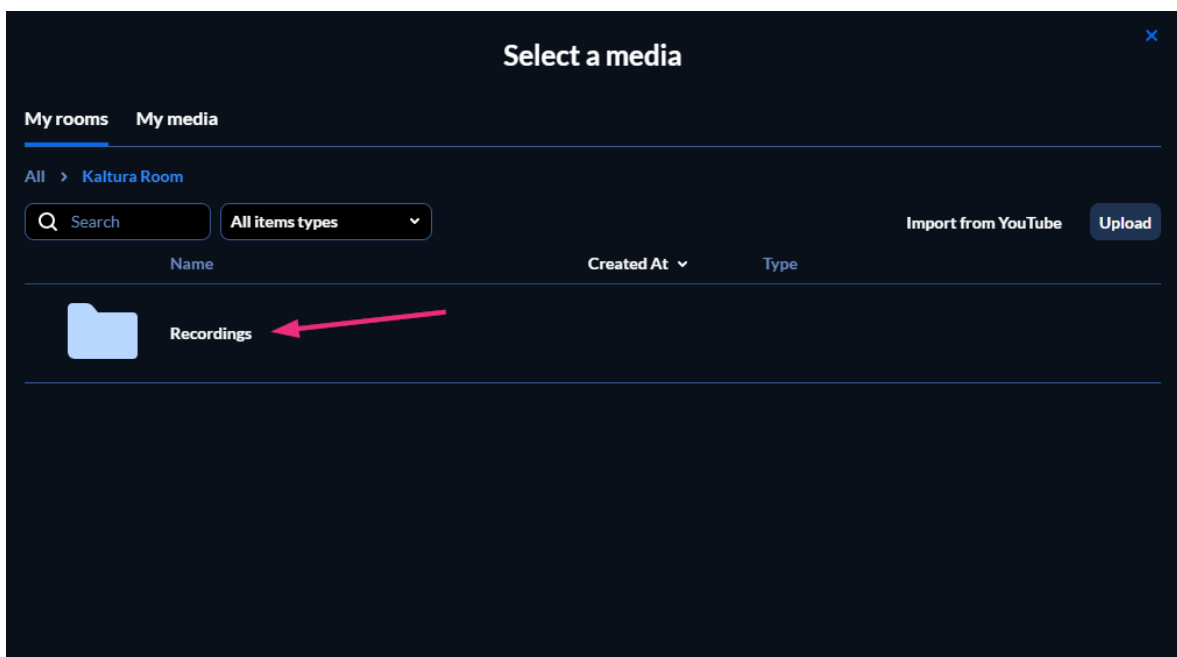 Select a media
My rooms My media
All > Kaltura Room
Search All items types Import from YouTube Upload
Name Created At Type
Recordings